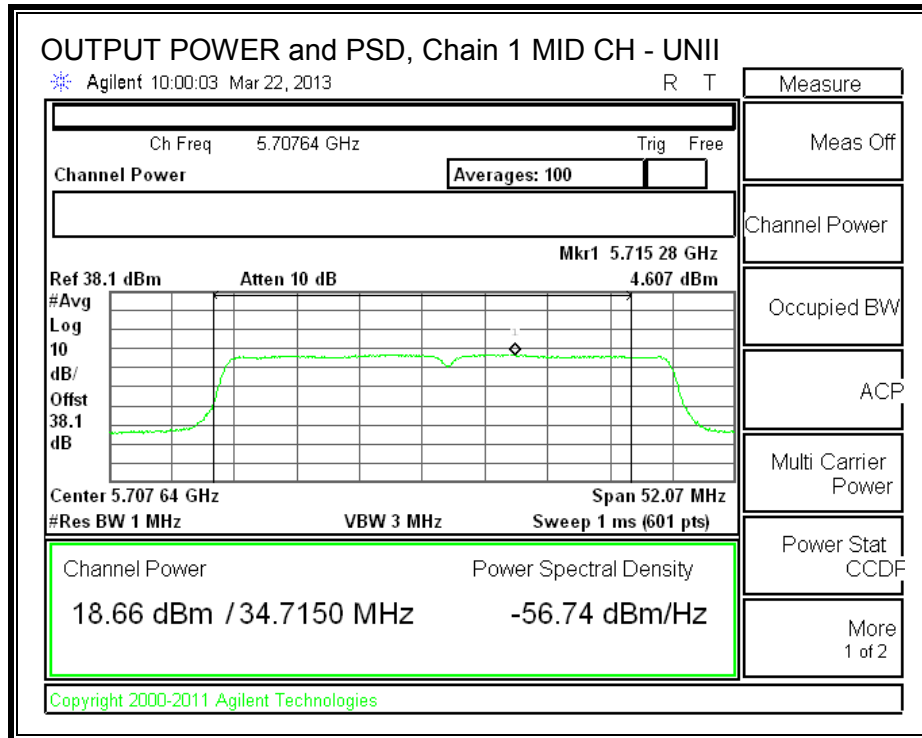 OUTPUT POWER and PSD, Chain 1 MID CH - UNII
Agilent 10:00:03 Mar 22, 2013 R T
Measure
Ch Freq 5.70764 GHz Trig Free
Channel Power Averages: 100
Mkr1 5.715 28 GHz
Ref 38.1 dBm Atten 10 dB 4.607 dBm
#Avg
Log
10
dB/
Offst
38.1
dB
1
Center 5.707 64 GHz Span 52.07 MHz
#Res BW 1 MHz VBW 3 MHz Sweep 1 ms (601 pts)
Channel Power Power Spectral Density
18.66 dBm / 34.7150 MHz -56.74 dBm/Hz
Meas Off
Channel Power
Occupied BW
ACP
Multi Carrier
Power
Power Stat
CCDF
More
1 of 2
Copyright 2000-2011 Agilent Technologies